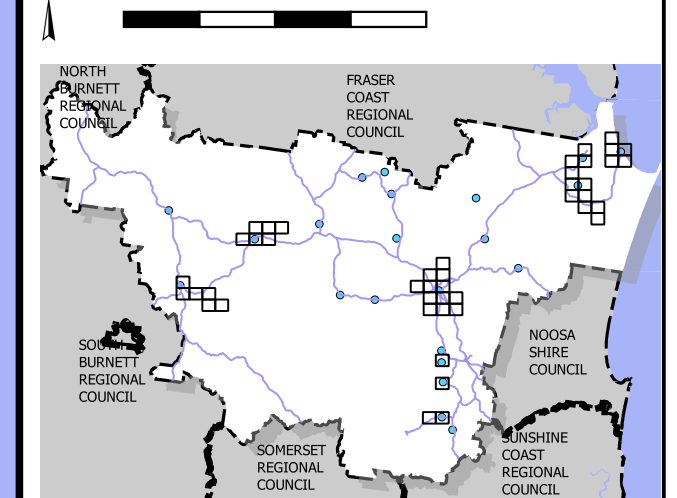 NORTH
BURNETT
REGIONAL
COUNCIL
FRASER
COAST
REGIONAL
COUNCIL
SOUTH
BURNETT
REGIONAL
COUNCIL
NOOSA
SHIRE
COUNCIL
SOMERSET
REGIONAL
COUNCIL
SUNSHINE
COAST
REGIONAL
COUNCIL